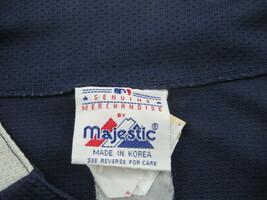 GENUINE
MERCHANDISE
BY
Majestic®
MADE IN KOREA
SEE REVERSE FOR CARE